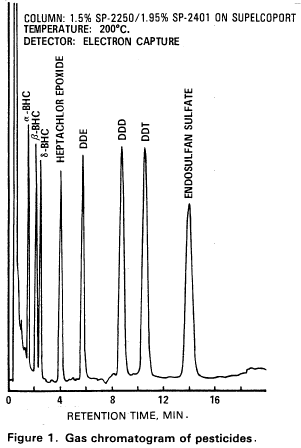 COLUMN: 1.5% SP-2250/1.95% SP-2401 ON SUPELCOPORT
TEMPERATURE: 200°C.
DETECTOR: ELECTRON CAPTURE
α-BHC
β-BHC
δ-BHC
HEPTACHLOR EPOXIDE
DDE
DDD
DDT
ENDOSULFAN SULFATE
0 4 8 12 16
RETENTION TIME, MIN.
Figure 1. Gas chromatogram of pesticides.